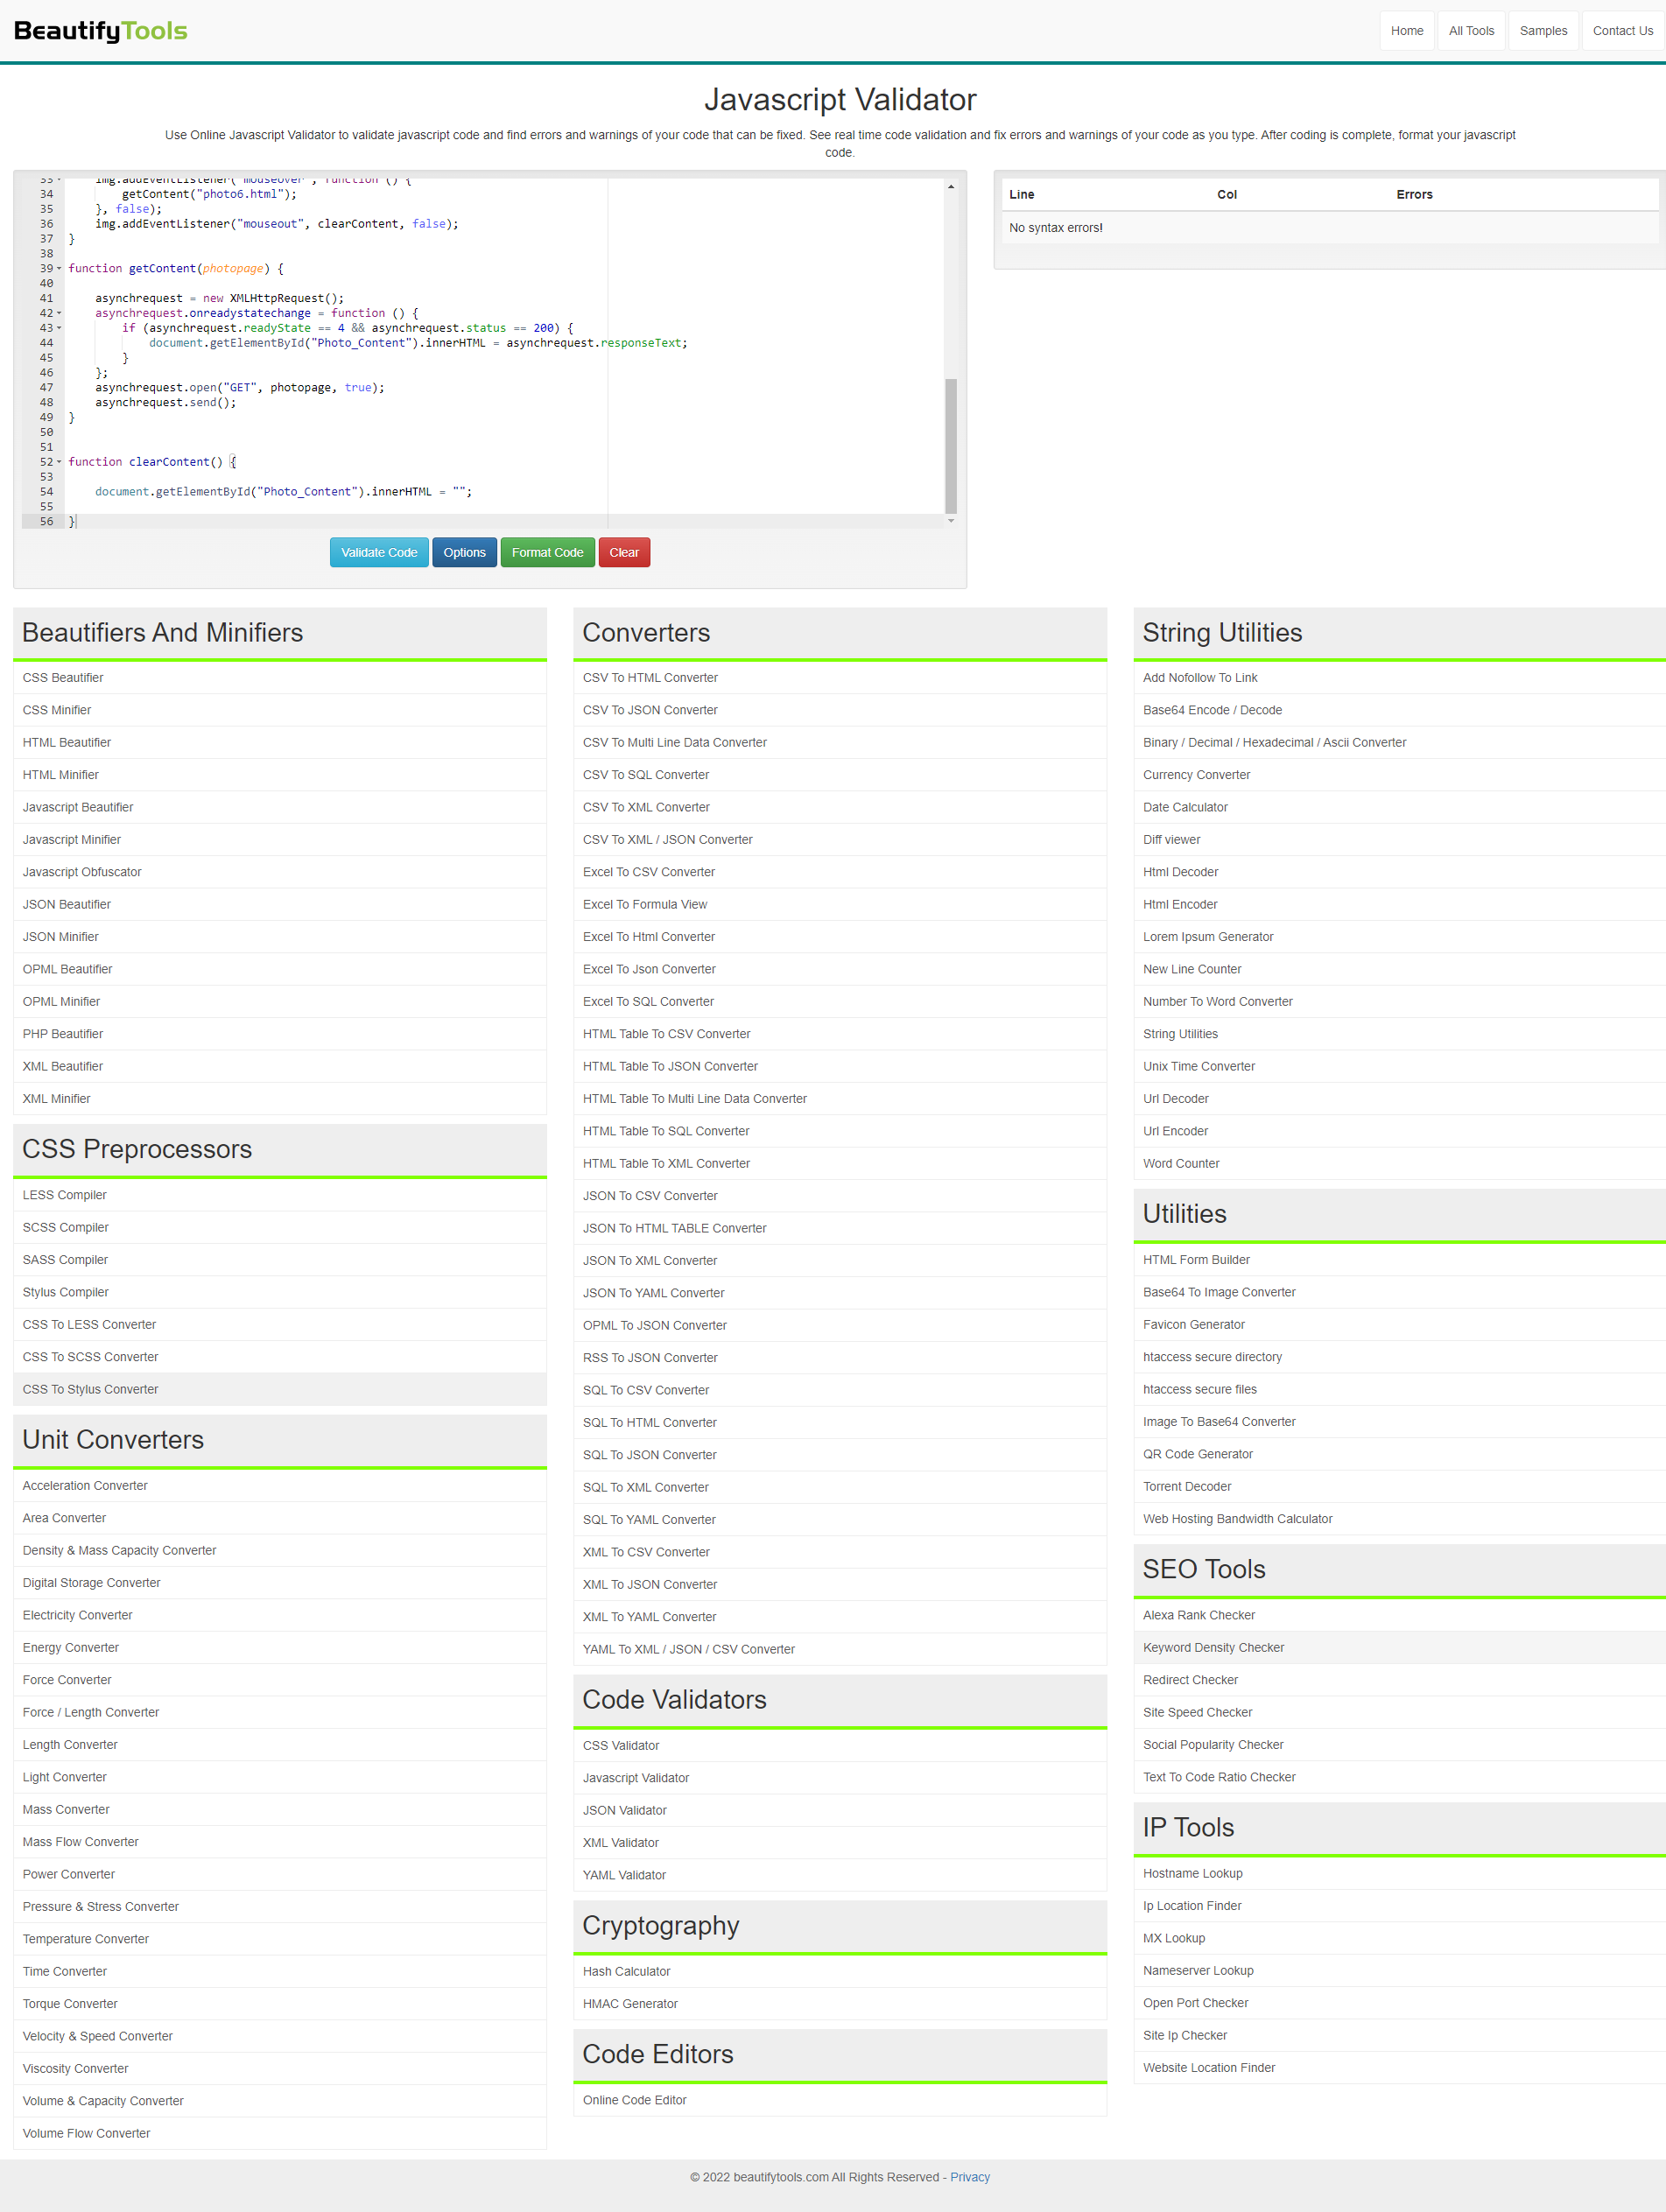 BeautifyTools
Home
All Tools
Samples
Contact Us
Javascript Validator
Use Online Javascript Validator to validate javascript code and find errors and warnings of your code that can be fixed. See real time code validation and fix errors and warnings of your code as you type. After coding is complete, format your javascript
code.
33 img.addEventListener("mouseover", function () {
34 getContent("photo6.html");
35 }, false);
36 img.addEventListener("mouseout", clearContent, false);
37 }
38
39 function getContent(photopage) {
40
41 asynchrequest = new XMLHttpRequest();
42 asynchrequest.onreadystatechange = function () {
43 if (asynchrequest.readyState == 4 && asynchrequest.status == 200) {
44 document.getElementById("Photo_Content").innerHTML = asynchrequest.responseText;
45 }
46 };
47 asynchrequest.open("GET", photopage, true);
48 asynchrequest.send();
49 }
50
51
52 function clearContent() {
53
54 document.getElementById("Photo_Content").innerHTML = "";
55
56 }
Validate Code
Options
Format Code
Clear
Line Col Errors
No syntax errors!
Beautifiers And Minifiers
CSS Beautifier
CSS Minifier
HTML Beautifier
HTML Minifier
Javascript Beautifier
Javascript Minifier
Javascript Obfuscator
JSON Beautifier
JSON Minifier
OPML Beautifier
OPML Minifier
PHP Beautifier
XML Beautifier
XML Minifier
CSS Preprocessors
LESS Compiler
SCSS Compiler
SASS Compiler
Stylus Compiler
CSS To LESS Converter
CSS To SCSS Converter
CSS To Stylus Converter
Unit Converters
Acceleration Converter
Area Converter
Density & Mass Capacity Converter
Digital Storage Converter
Electricity Converter
Energy Converter
Force Converter
Force / Length Converter
Length Converter
Light Converter
Mass Converter
Mass Flow Converter
Power Converter
Pressure & Stress Converter
Temperature Converter
Time Converter
Torque Converter
Velocity & Speed Converter
Viscosity Converter
Volume & Capacity Converter
Volume Flow Converter
Converters
CSV To HTML Converter
CSV To JSON Converter
CSV To Multi Line Data Converter
CSV To SQL Converter
CSV To XML Converter
CSV To XML / JSON Converter
Excel To CSV Converter
Excel To Formula View
Excel To Html Converter
Excel To Json Converter
Excel To SQL Converter
HTML Table To CSV Converter
HTML Table To JSON Converter
HTML Table To Multi Line Data Converter
HTML Table To SQL Converter
HTML Table To XML Converter
JSON To CSV Converter
JSON To HTML TABLE Converter
JSON To XML Converter
JSON To YAML Converter
OPML To JSON Converter
RSS To JSON Converter
SQL To CSV Converter
SQL To HTML Converter
SQL To JSON Converter
SQL To XML Converter
SQL To YAML Converter
XML To CSV Converter
XML To JSON Converter
XML To YAML Converter
YAML To XML / JSON / CSV Converter
Code Validators
CSS Validator
Javascript Validator
JSON Validator
XML Validator
YAML Validator
Cryptography
Hash Calculator
HMAC Generator
Code Editors
Online Code Editor
String Utilities
Add Nofollow To Link
Base64 Encode / Decode
Binary / Decimal / Hexadecimal / Ascii Converter
Currency Converter
Date Calculator
Diff viewer
Html Decoder
Html Encoder
Lorem Ipsum Generator
New Line Counter
Number To Word Converter
String Utilities
Unix Time Converter
Url Decoder
Url Encoder
Word Counter
Utilities
HTML Form Builder
Base64 To Image Converter
Favicon Generator
htaccess secure directory
htaccess secure files
Image To Base64 Converter
QR Code Generator
Torrent Decoder
Web Hosting Bandwidth Calculator
SEO Tools
Alexa Rank Checker
Keyword Density Checker
Redirect Checker
Site Speed Checker
Social Popularity Checker
Text To Code Ratio Checker
IP Tools
Hostname Lookup
Ip Location Finder
MX Lookup
Nameserver Lookup
Open Port Checker
Site Ip Checker
Website Location Finder
© 2022 beautifytools.com All Rights Reserved - Privacy